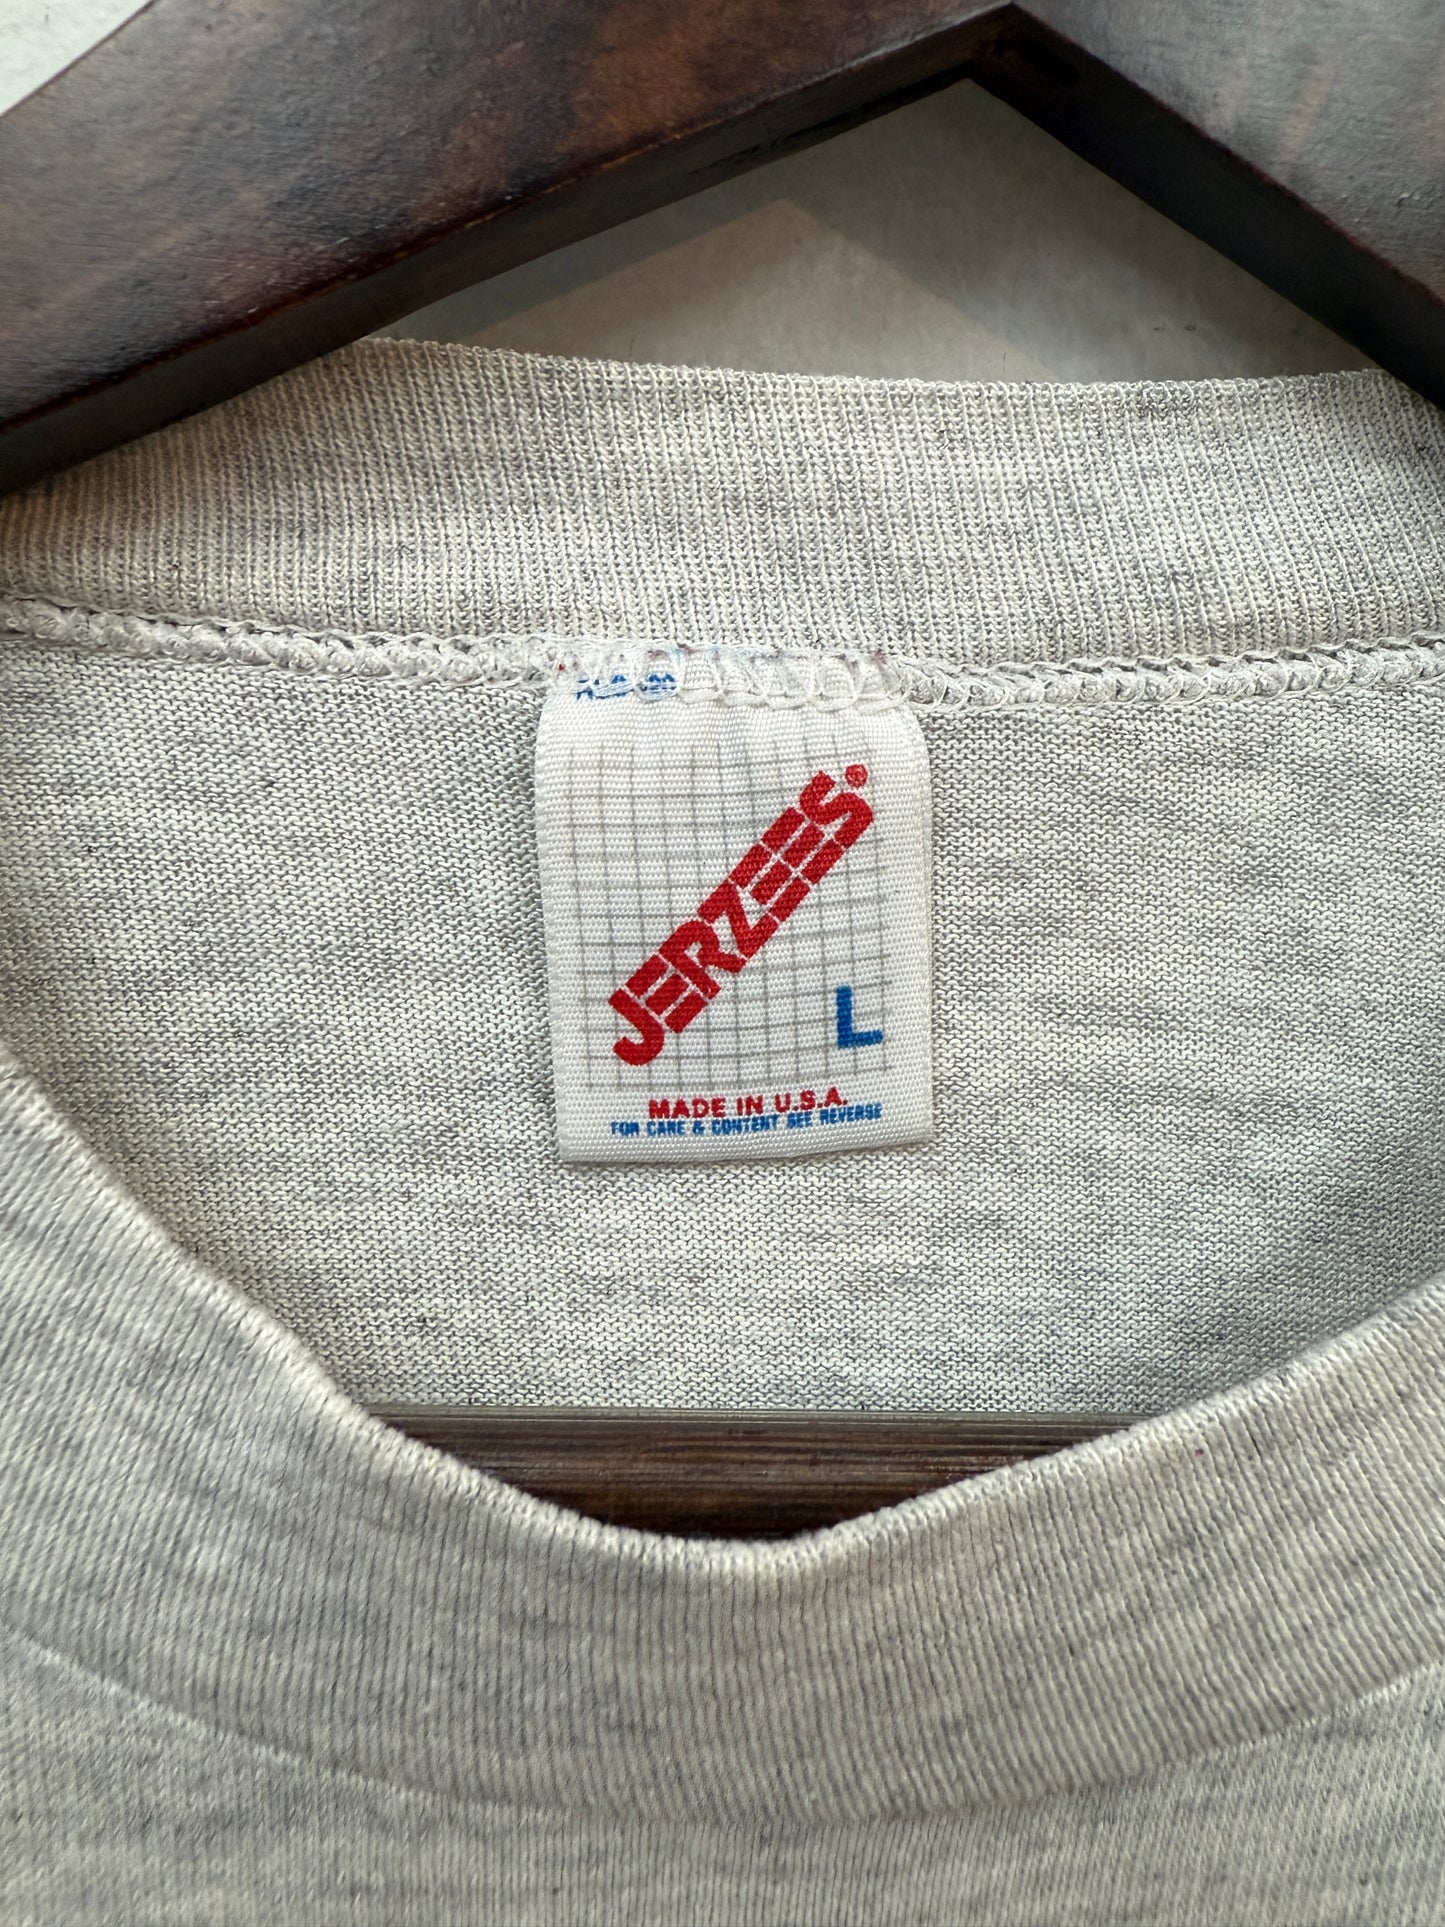 JERZEES®
L
MADE IN U.S.A.
FOR CARE & CONTENT SEE REVERSE